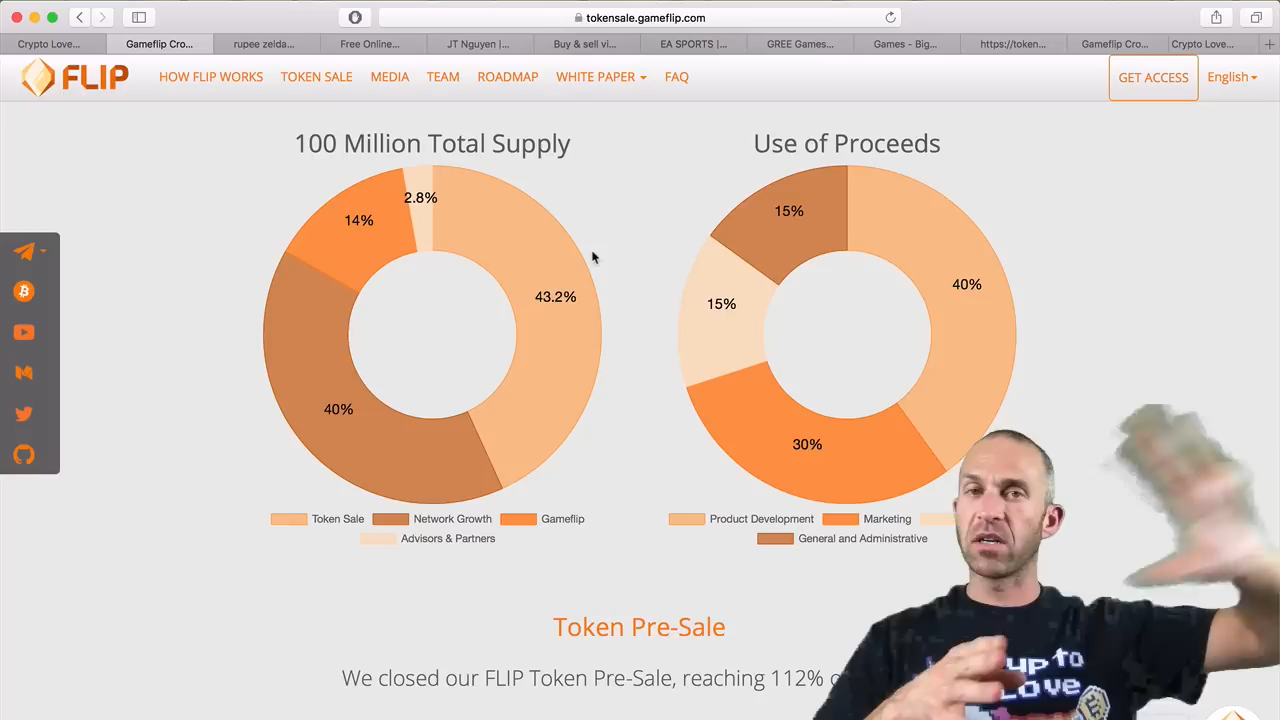 tokensale.gameflip.com
Crypto Love...
Gameflip Cro...
rupee zelda...
Free Online...
JT Nguyen |...
Buy & sell vi...
EA SPORTS |...
GREE Games...
Games - Big...
https://token...
Gameflip Cro...
Crypto Love...
FLIP
HOW FLIP WORKS
TOKEN SALE
MEDIA
TEAM
ROADMAP
WHITE PAPER
FAQ
GET ACCESS
English
100 Million Total Supply
2.8%
14%
43.2%
40%
Token Sale
Network Growth
Gameflip
Advisors & Partners
Use of Proceeds
15%
40%
15%
30%
Product Development
Marketing
General and Administrative
Token Pre-Sale
We closed our FLIP Token Pre-Sale, reaching 112%
up to
Love